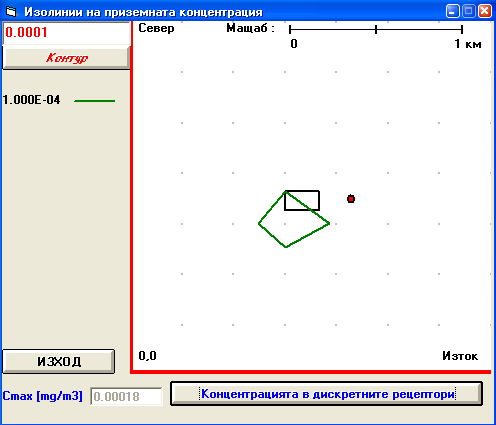 Изолинии на приземната концентрация
0.0001
Контур
1.000E-04
Север
Мащаб :
0
1 км
0,0
Изток
ИЗХОД
Cmax [mg/m3]
0.00018
Концентрацията в дискретните рецептори